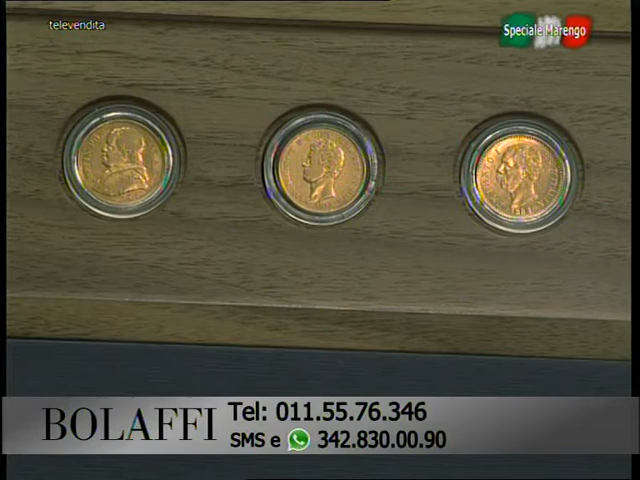 televendita
Speciale Marengo
BOLAFFI
Tel: 011.55.76.346
SMS e 342.830.00.90